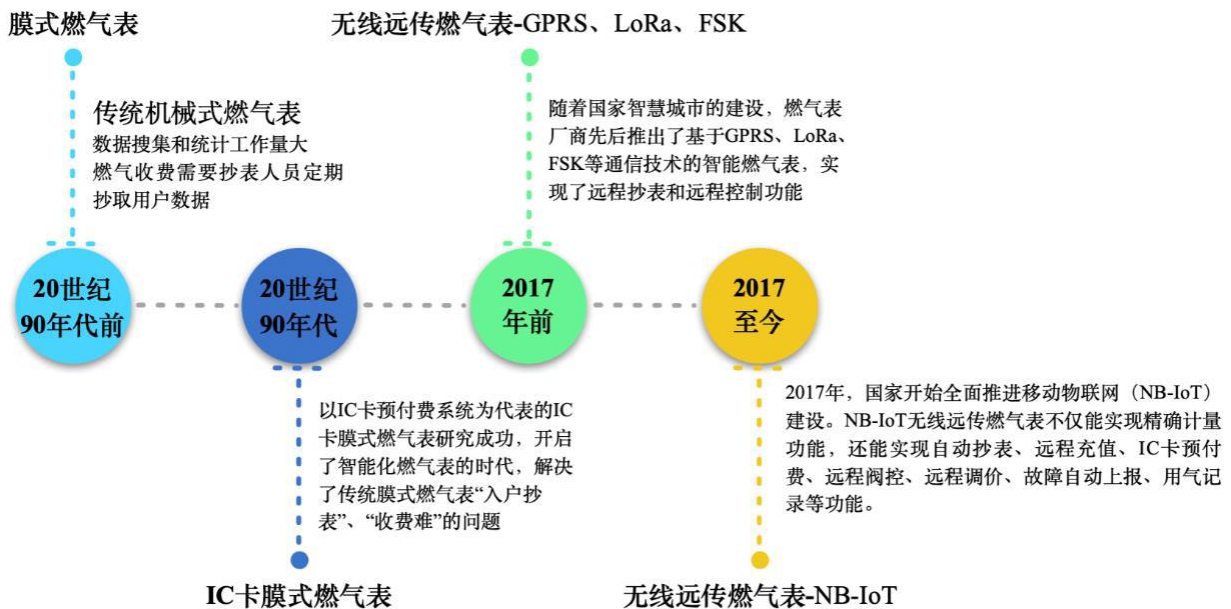 膜式燃气表
传统机械式燃气表
数据搜集和统计工作量大
燃气收费需要抄表人员定期
抄取用户数据
20世纪
90年代前
20世纪
90年代
以IC卡预付费系统为代表的IC
卡膜式燃气表研究成功，开启
了智能化燃气表的时代，解决
了传统膜式燃气表“入户抄
表”、“收费难”的问题
IC卡膜式燃气表
无线远传燃气表-GPRS、LoRa、FSK
随着国家智慧城市的建设，燃气表
厂商先后推出了基于GPRS、LoRa、
FSK等通信技术的智能燃气表，实
现了远程抄表和远程控制功能
2017
年前
2017
至今
2017年，国家开始全面推进移动物联网（NB-IoT）
建设。NB-IoT无线远传燃气表不仅能实现精确计量
功能，还能实现自动抄表、远程充值、IC卡预付
费、远程阀控、远程调价、故障自动上报、用气记
录等功能。
无线远传燃气表-NB-IoT